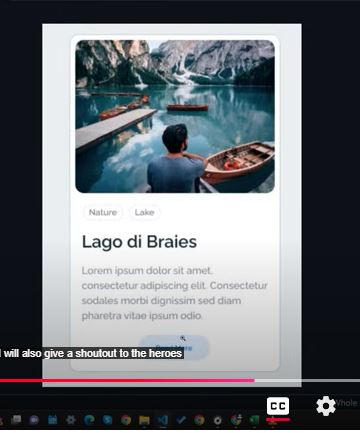 Nature Lake
Lago di Braies
Lorem ipsum dolor sit amet,
consectetur adipiscing elit. Consectetur
sodales morbi dignissim sed diam
pharetra vitae ipsum odio.
will also give a shoutout to the heroes
CC
Whole